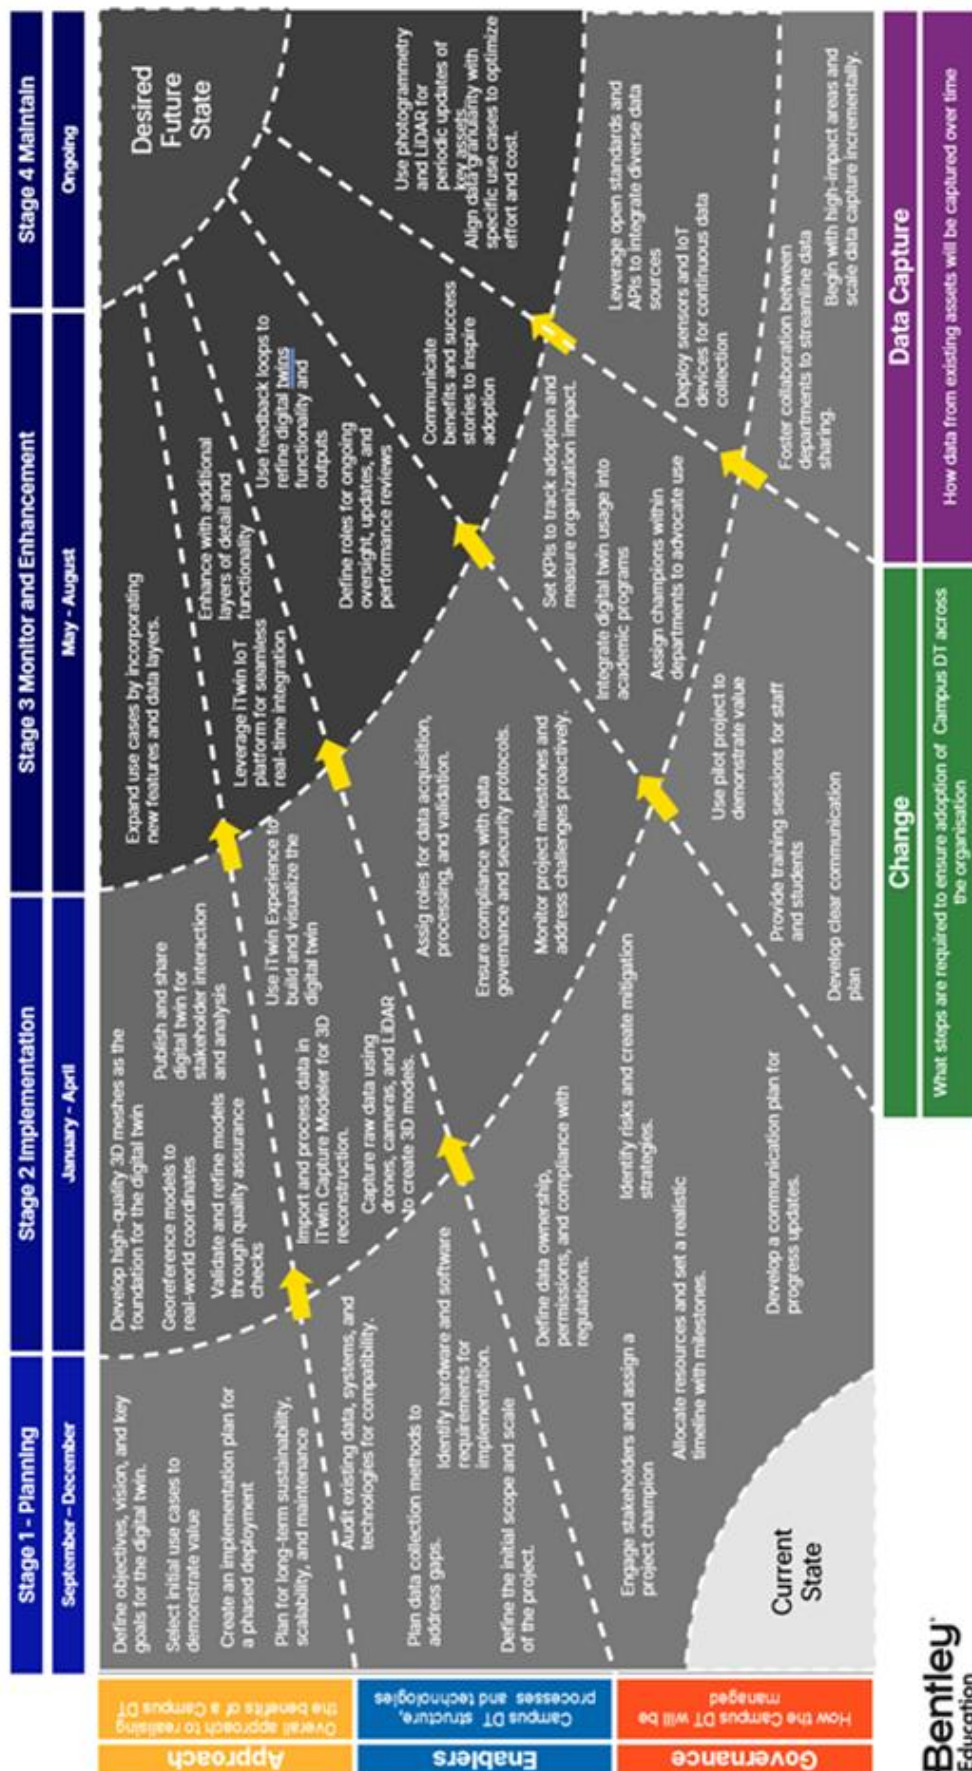 Stage 1 - Planning
Stage 2 Implementation
Stage 3 Monitor and Enhancement
Stage 4 Maintain
September – December
January - April
May - August
Ongoing
Approach
Overall approach to realising
the benefits of a Campus DT
Enablers
Campus DT, structure,
processes and technologies
Governance
How the Campus DT will be
managed
Define objectives, vision, and key
goals for the digital twin.
Select initial use cases to
demonstrate value
Create an implementation plan for
a phased deployment
Plan for long-term sustainability,
scalability, and maintenance
Audit existing data, systems, and
technologies for compatibility.
Plan data collection methods to
address gaps.
Identify hardware and software
requirements for
implementation.
Define the initial scope and scale
of the project.
Define data ownership,
permissions, and compliance with
regulations.
Engage stakeholders and assign a
project champion
Identify risks and create mitigation
strategies.
Allocate resources and set a realistic
timeline with milestones.
Develop a communication plan for
progress updates.
Current
State
Develop high-quality 3D meshes as the
foundation for the digital twin
Georeference models to
real-world coordinates
Publish and share
digital twin for
stakeholder interaction
and analysis
Validate and refine models
through quality assurance
checks
Use iTwin Experience to
build and visualize the
digital twin
Import and process data in
iTwin Capture Modeler for 3D
reconstruction.
Capture raw data using
drones, cameras, and LiDAR
to create 3D models.
Assig roles for data acquisition,
processing, and validation.
Ensure compliance with data
governance and security protocols.
Monitor project milestones and
address challenges proactively.
Use pilot project to
demonstrate value
Provide training sessions for staff
and students
Develop clear communication
plan
Expand use cases by incorporating
new features and data layers.
Enhance with additional
layers of detail and
functionality
Leverage iTwin IoT
platform for seamless
real-time integration
Use feedback loops to
refine digital twins
functionality and
outputs
Define roles for ongoing
oversight, updates, and
performance reviews
Communicate
benefits and success
stories to inspire
adoption
Set KPIs to track adoption and
measure organization impact.
Integrate digital twin usage into
academic programs
Assign champions within
departments to advocate use
Desired
Future
State
Use photogrammetry
and LiDAR for
periodic updates of
key assets.
Align data granularity with
specific use cases to optimize
effort and cost.
Leverage open standards and
APIs to integrate diverse data
sources
Deploy sensors and IoT
devices for continuous data
collection
Foster collaboration between
departments to streamline data
sharing.
Begin with high-impact areas and
scale data capture incrementally.
Bentley
Education
Change
What steps are required to ensure adoption of Campus DT across
the organisation
Data Capture
How data from existing assets will be captured over time